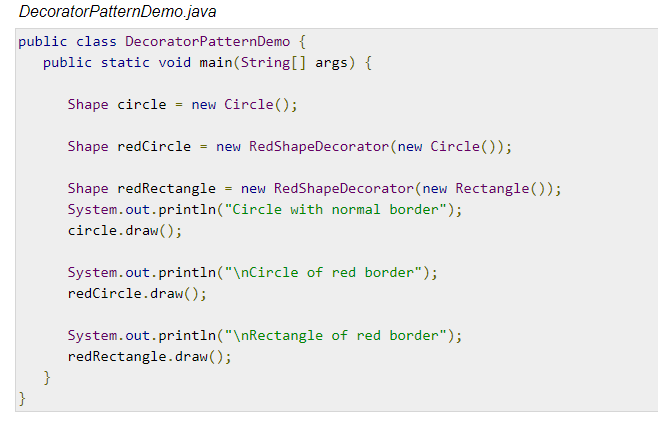 DecoratorPatternDemo.java
public class DecoratorPatternDemo {
public static void main(String[] args) {
Shape circle = new Circle();
Shape redCircle = new RedShapeDecorator(new Circle());
Shape redRectangle = new RedShapeDecorator(new Rectangle());
System.out.println("Circle with normal border");
circle.draw();
System.out.println("\nCircle of red border");
redCircle.draw();
System.out.println("\nRectangle of red border");
redRectangle.draw();
}
}